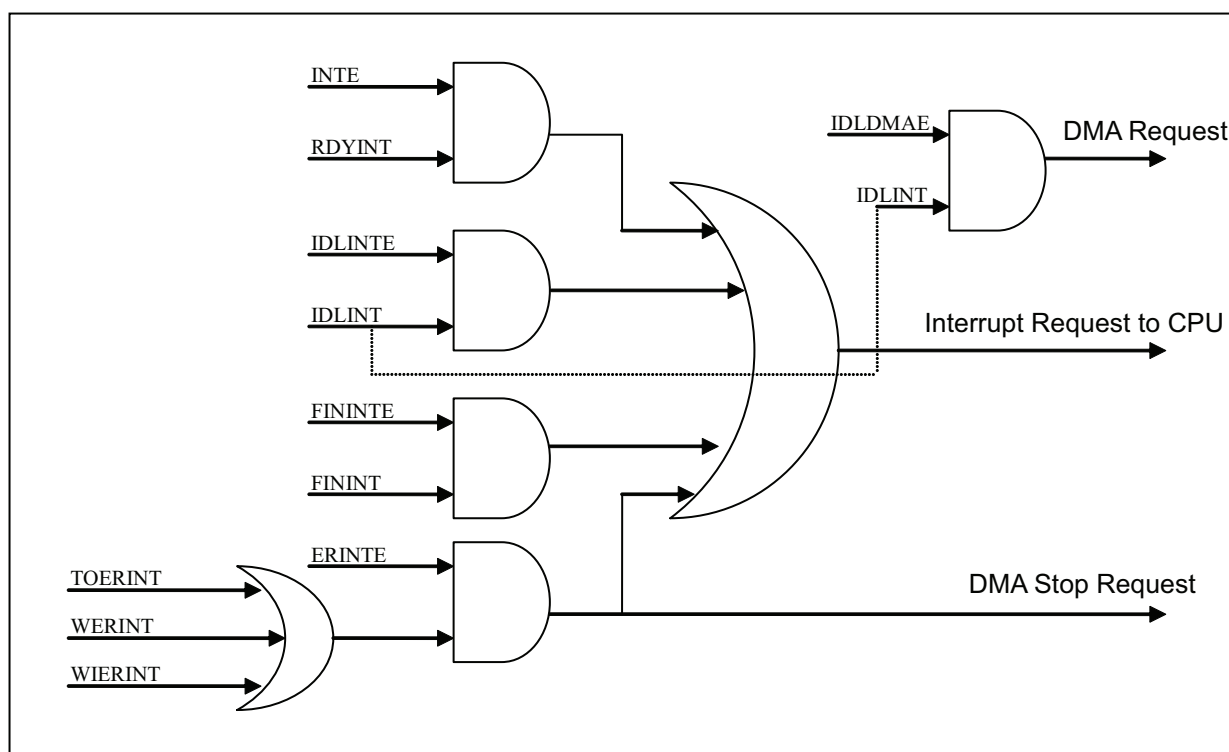 INTE
RDYINT
IDLINTE
IDLINT
FININTE
FININT
ERINTE
TOERINT
WERINT
WIERINT
IDLDMAE
IDLINT
DMA Request
Interrupt Request to CPU
DMA Stop Request